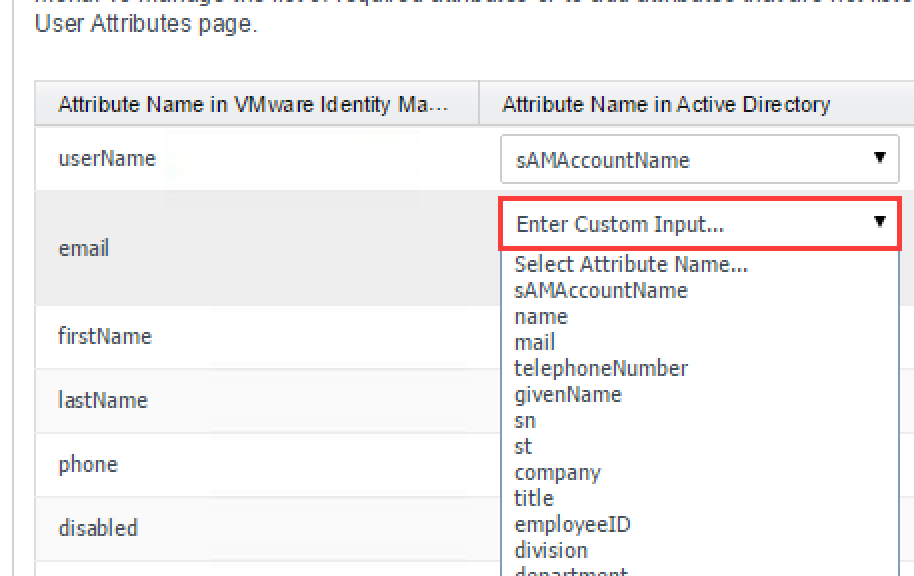 User Attributes page.
Attribute Name in VMware Identity Ma...
Attribute Name in Active Directory
userName
sAMAccountName
email
Enter Custom Input...
Select Attribute Name...
sAMAccountName
name
mail
telephoneNumber
givenName
sn
st
company
title
employeeID
division
department
firstName
lastName
phone
disabled